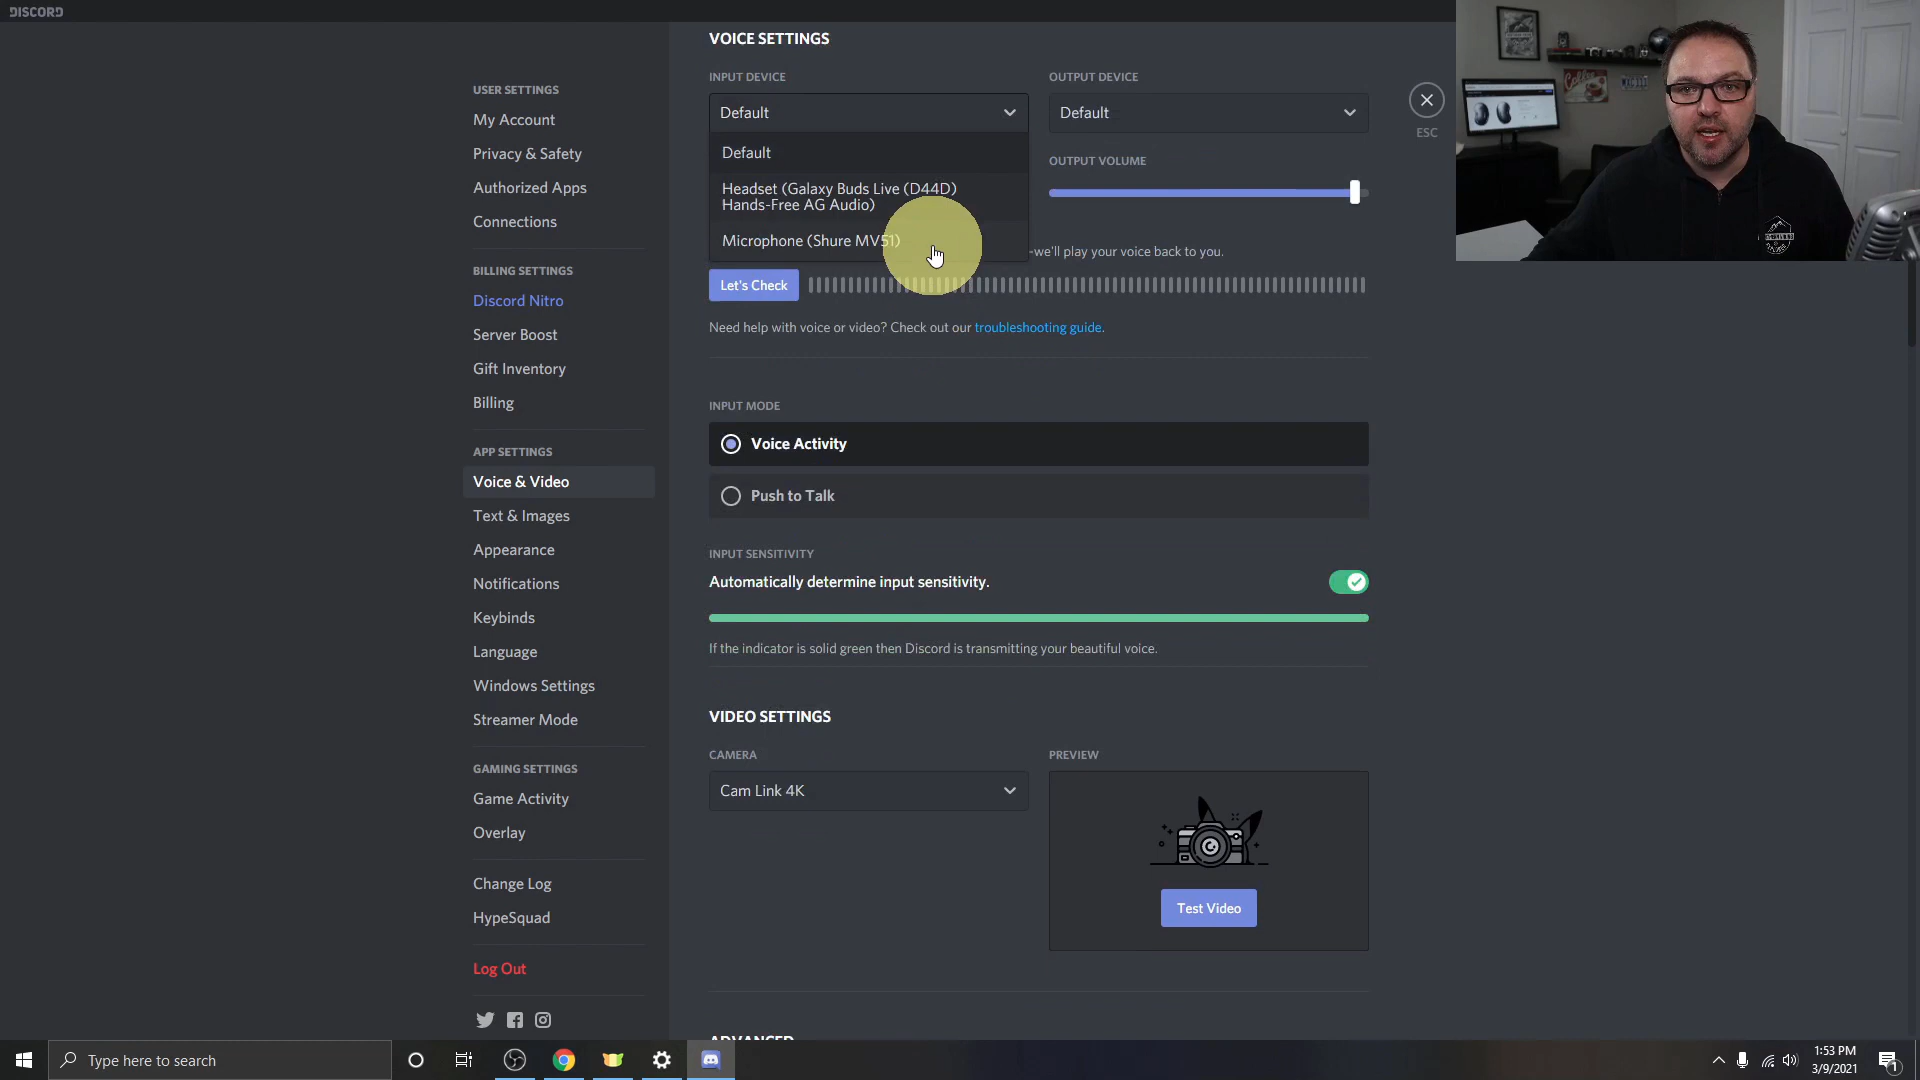 DISCORD
USER SETTINGS
My Account
Privacy & Safety
Authorized Apps
Connections
BILLING SETTINGS
Discord Nitro
Server Boost
Gift Inventory
Billing
APP SETTINGS
Voice & Video
Text & Images
Appearance
Notifications
Keybinds
Language
Windows Settings
Streamer Mode
GAMING SETTINGS
Game Activity
Overlay
Change Log
HypeSquad
Log Out
VOICE SETTINGS
INPUT DEVICE
Default
Default
Headset (Galaxy Buds Live (D44D)
Hands-Free AG Audio)
Microphone (Shure MV51)
OUTPUT DEVICE
Default
OUTPUT VOLUME
-we'll play your voice back to you.
Let's Check
Need help with voice or video? Check out our troubleshooting guide.
INPUT MODE
Voice Activity
Push to Talk
INPUT SENSITIVITY
Automatically determine input sensitivity.
If the indicator is solid green then Discord is transmitting your beautiful voice.
VIDEO SETTINGS
CAMERA
Cam Link 4K
PREVIEW
Test Video
ADVANCED
ESC
Type here to search
1:53 PM
3/9/2021
1